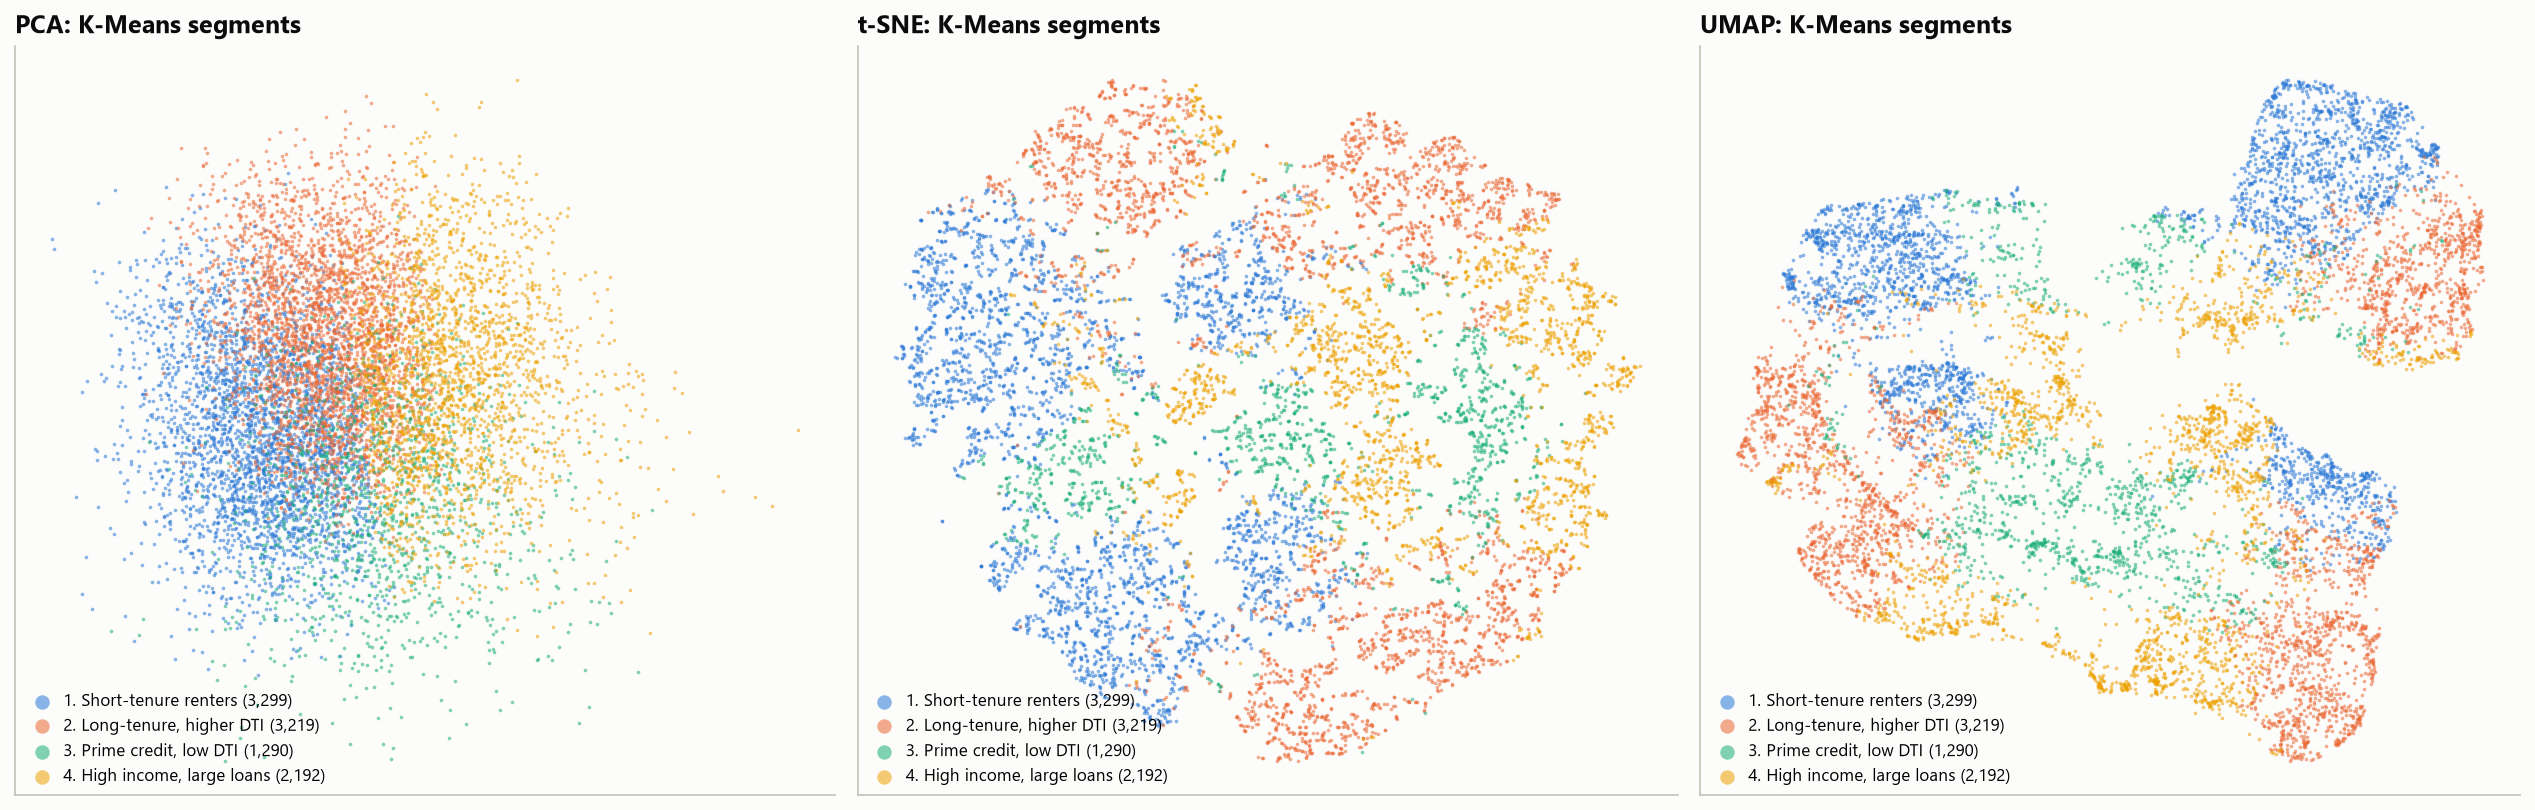 PCA: K-Means segments
1. Short-tenure renters (3,299)
2. Long-tenure, higher DTI (3,219)
3. Prime credit, low DTI (1,290)
4. High income, large loans (2,192)
t-SNE: K-Means segments
1. Short-tenure renters (3,299)
2. Long-tenure, higher DTI (3,219)
3. Prime credit, low DTI (1,290)
4. High income, large loans (2,192)
UMAP: K-Means segments
1. Short-tenure renters (3,299)
2. Long-tenure, higher DTI (3,219)
3. Prime credit, low DTI (1,290)
4. High income, large loans (2,192)